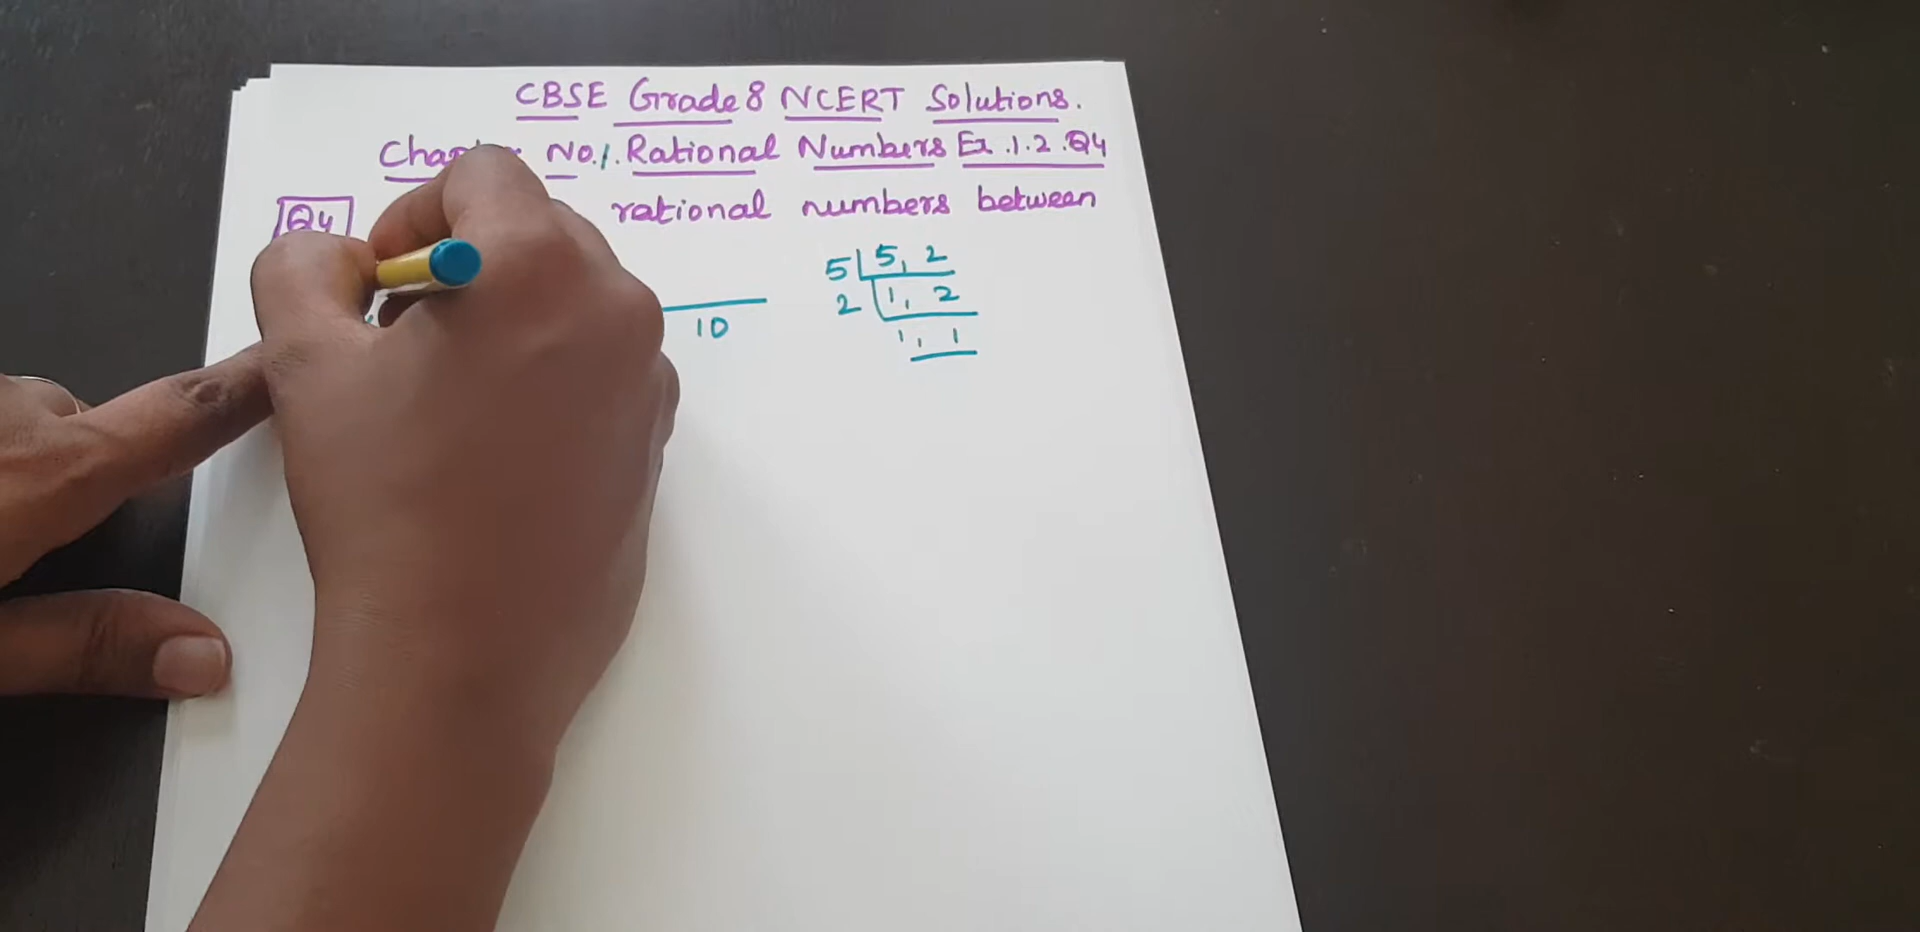 CBSE Grade 8 NCERT Solutions.
No.1. Rational Numbers Ex.1.2.Q4
Q4 rational numbers between
5 5, 2
2 1, 2
10
1, 1